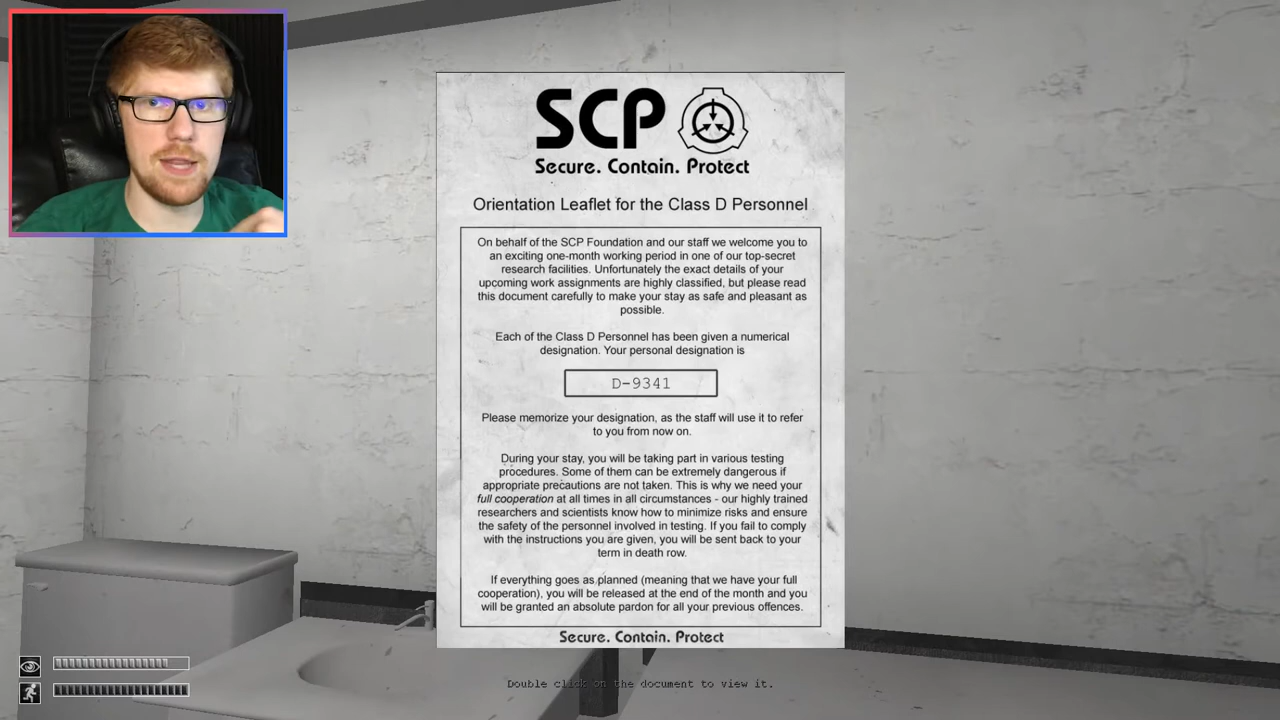 SCP
Secure. Contain. Protect
Orientation Leaflet for the Class D Personnel
On behalf of the SCP Foundation and our staff we welcome you to
an exciting one-month working period in one of our top-secret
research facilities. Unfortunately the exact details of your
upcoming work assignments are highly classified, but please read
this document carefully to make your stay as safe and pleasant as
possible.
Each of the Class D Personnel has been given a numerical
designation. Your personal designation is
D-9341
Please memorize your designation, as the staff will use it to refer
to you from now on.
During your stay, you will be taking part in various testing
procedures. Some of them can be extremely dangerous if
appropriate precautions are not taken. This is why we need your
full cooperation at all times in all circumstances - our highly trained
researchers and scientists know how to minimize risks and ensure
the safety of the personnel involved in testing. If you fail to comply
with the instructions you are given, you will be sent back to your
term in death row.
If everything goes as planned (meaning that we have your full
cooperation), you will be released at the end of the month and you
will be granted an absolute pardon for all your previous offences.
Secure. Contain. Protect
Double click on the document to view it.